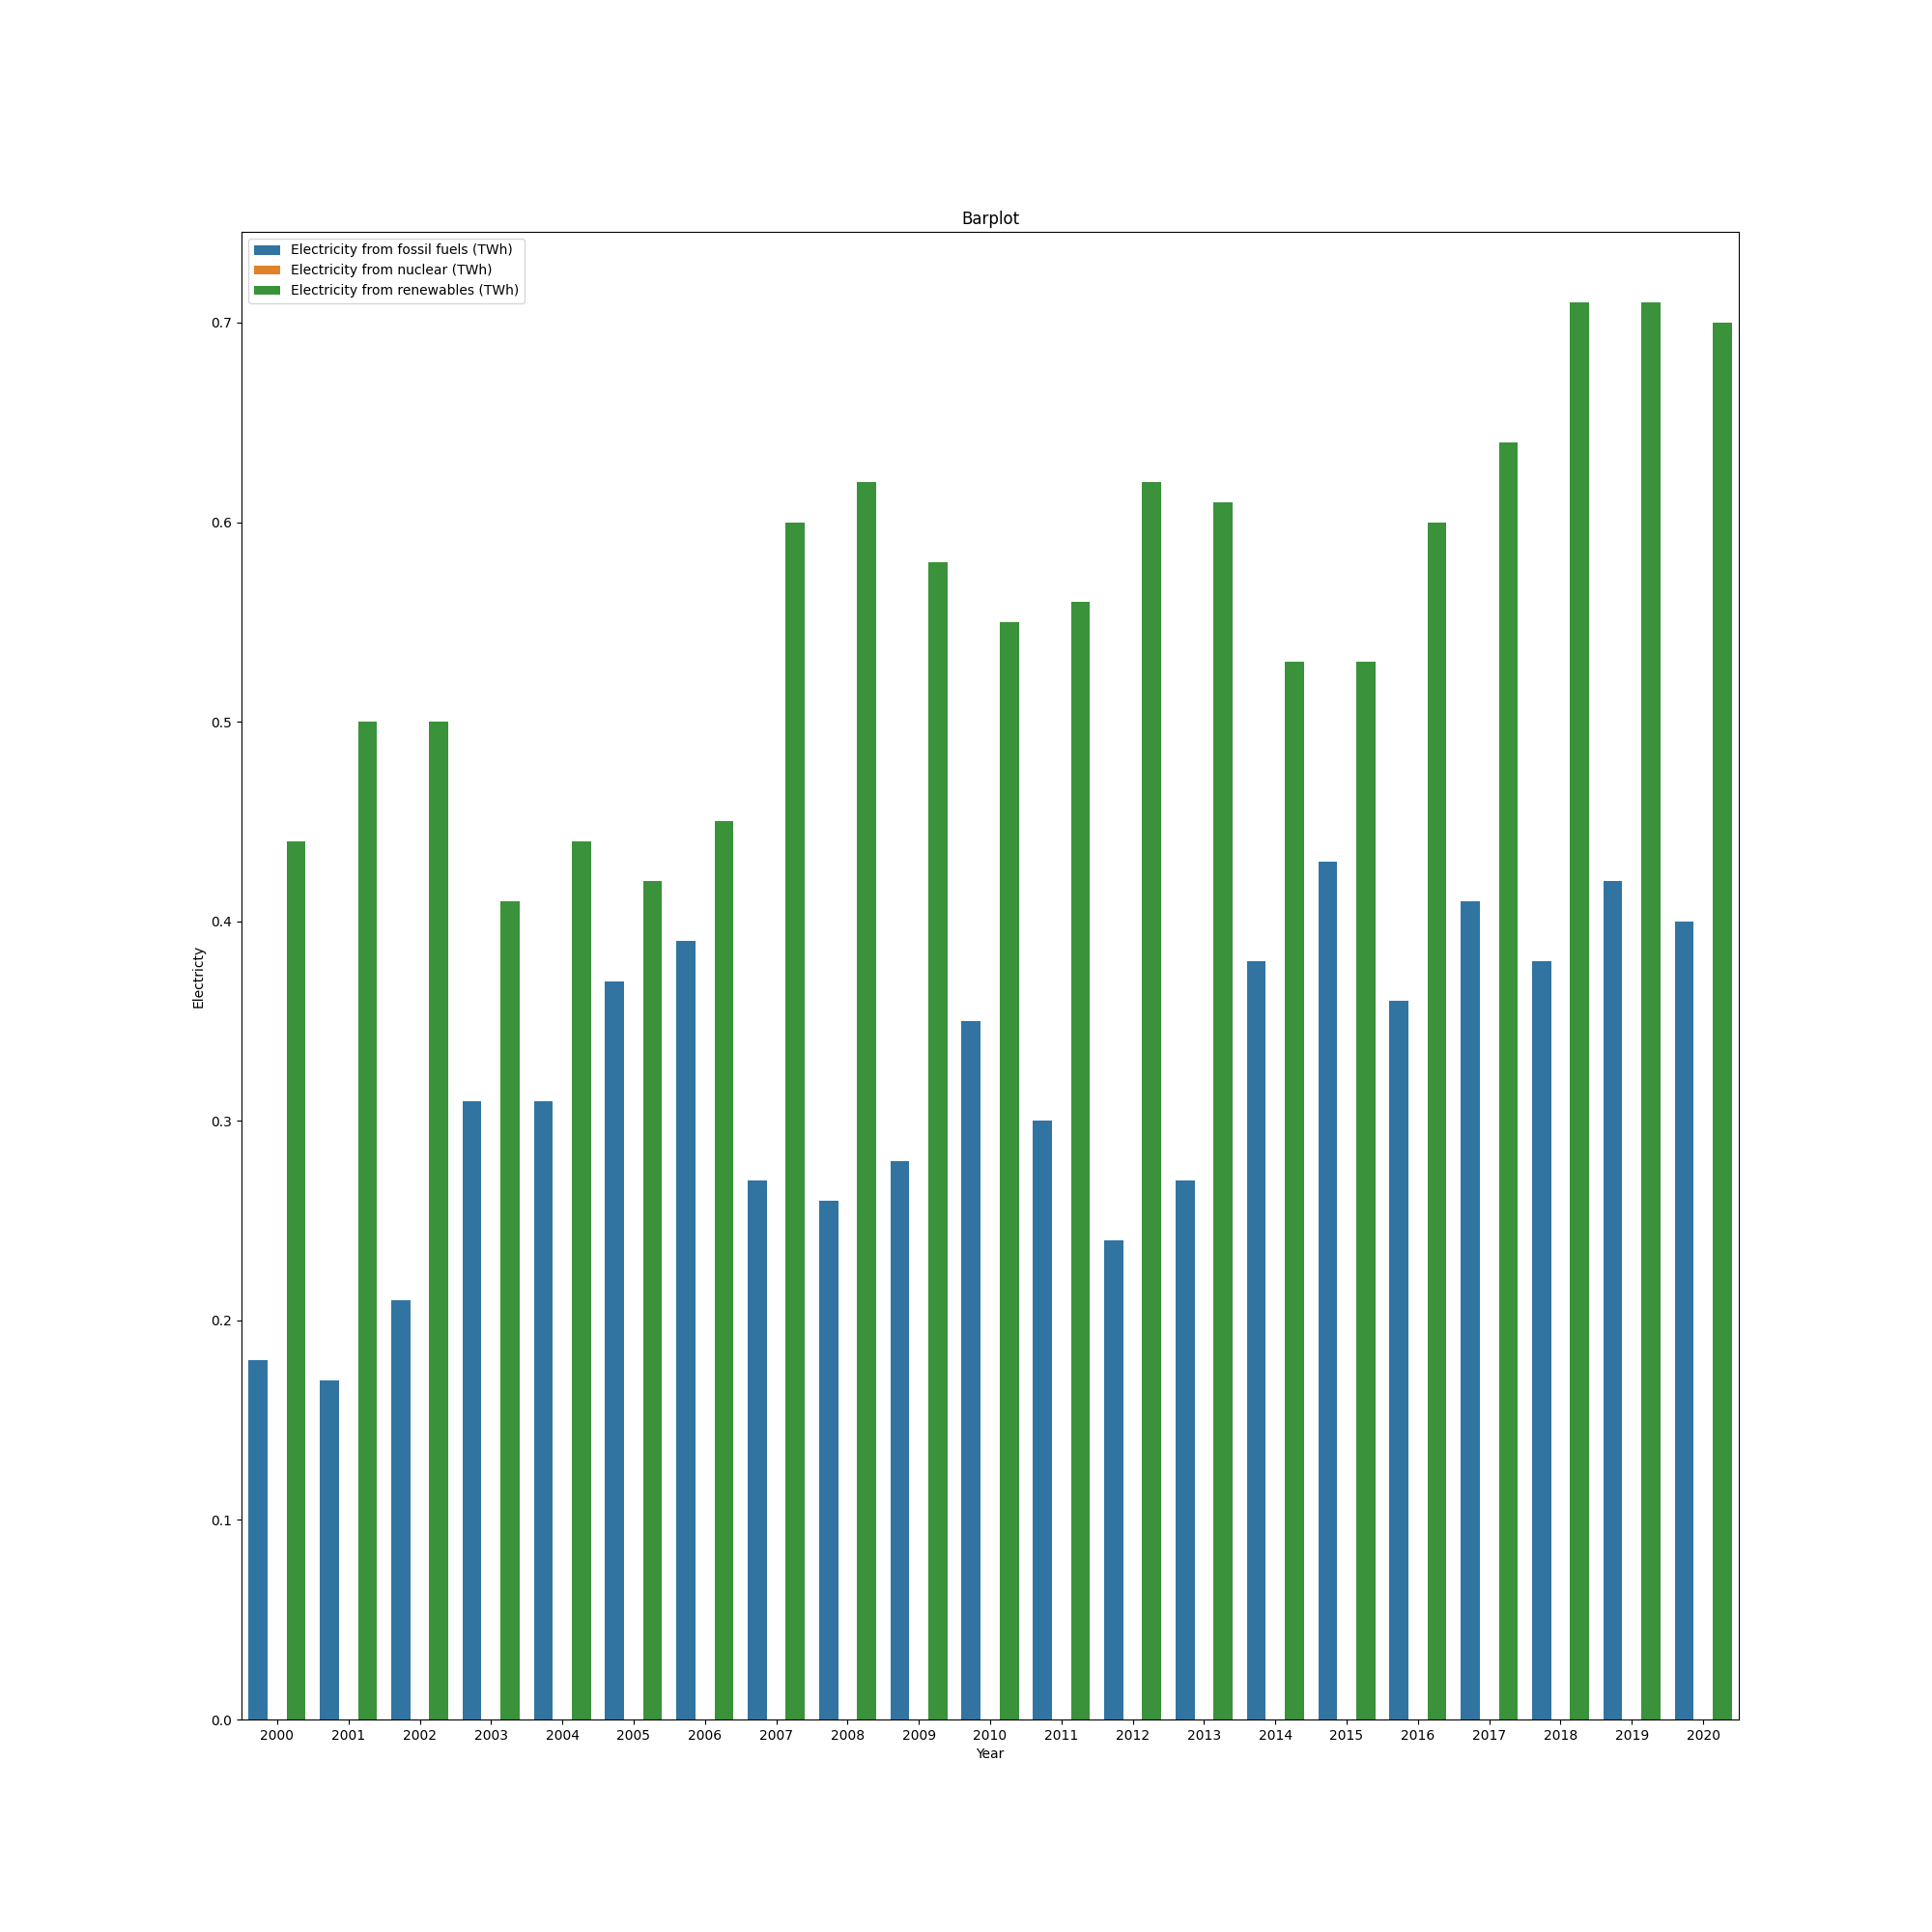 Barplot
Electricity from fossil fuels (TWh)
Electricity from nuclear (TWh)
Electricity from renewables (TWh)
0.7
0.6
0.5
0.4
0.3
0.2
0.1
0.0
Electricty
2000 2001 2002 2003 2004 2005 2006 2007 2008 2009 2010 2011 2012 2013 2014 2015 2016 2017 2018 2019 2020
Year